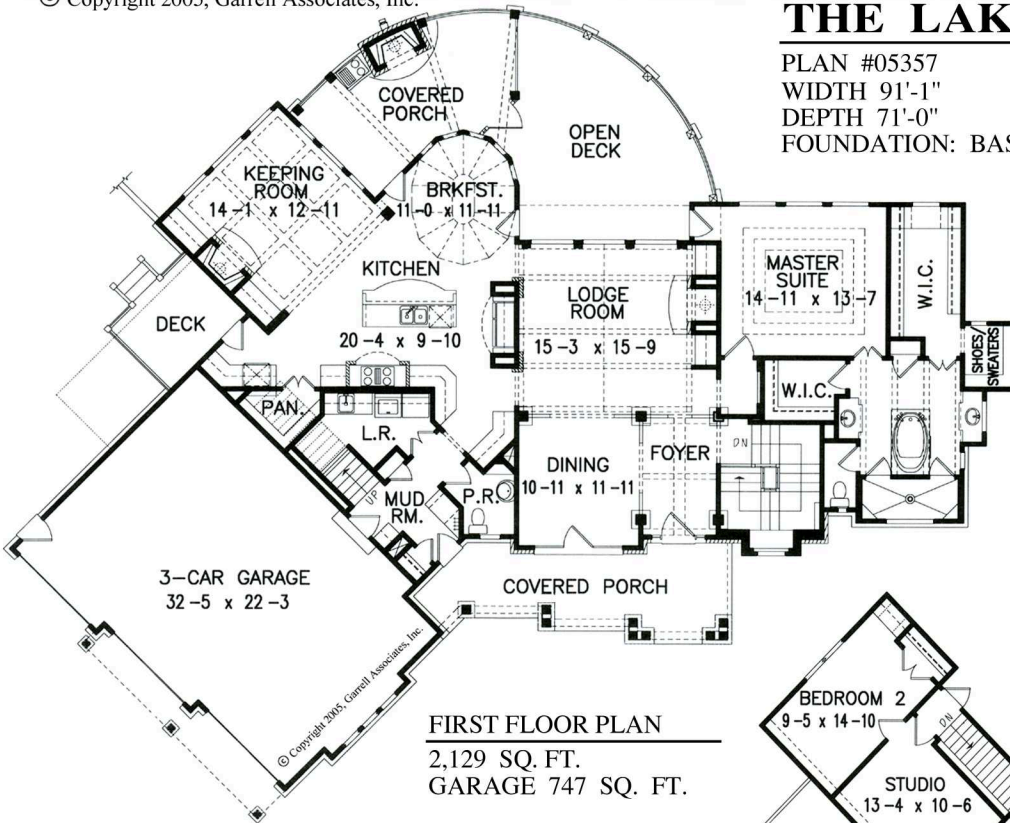 © Copyright 2005, Garrell Associates, Inc.
THE LAK
PLAN #05357
WIDTH 91'-1"
DEPTH 71'-0"
FOUNDATION: BAS
COVERED
PORCH
OPEN
DECK
KEEPING
ROOM
14-1 x 12-11
BRKFST.
11-0 x 11-11
KITCHEN
20-4 x 9-10
DECK
LODGE
ROOM
15-3 x 15-9
MASTER
SUITE
14-11 x 13-7
W.I.C.
SHOES/
SWEATERS
W.I.C.
PAN.
L.R.
UP
MUD
RM.
P.R.
DINING
10-11 x 11-11
FOYER
DN
3-CAR GARAGE
32-5 x 22-3
COVERED PORCH
© Copyright 2005, Garrell Associates, Inc.
FIRST FLOOR PLAN
2,129 SQ. FT.
GARAGE 747 SQ. FT.
BEDROOM 2
9-5 x 14-10
DN
STUDIO
13-4 x 10-6